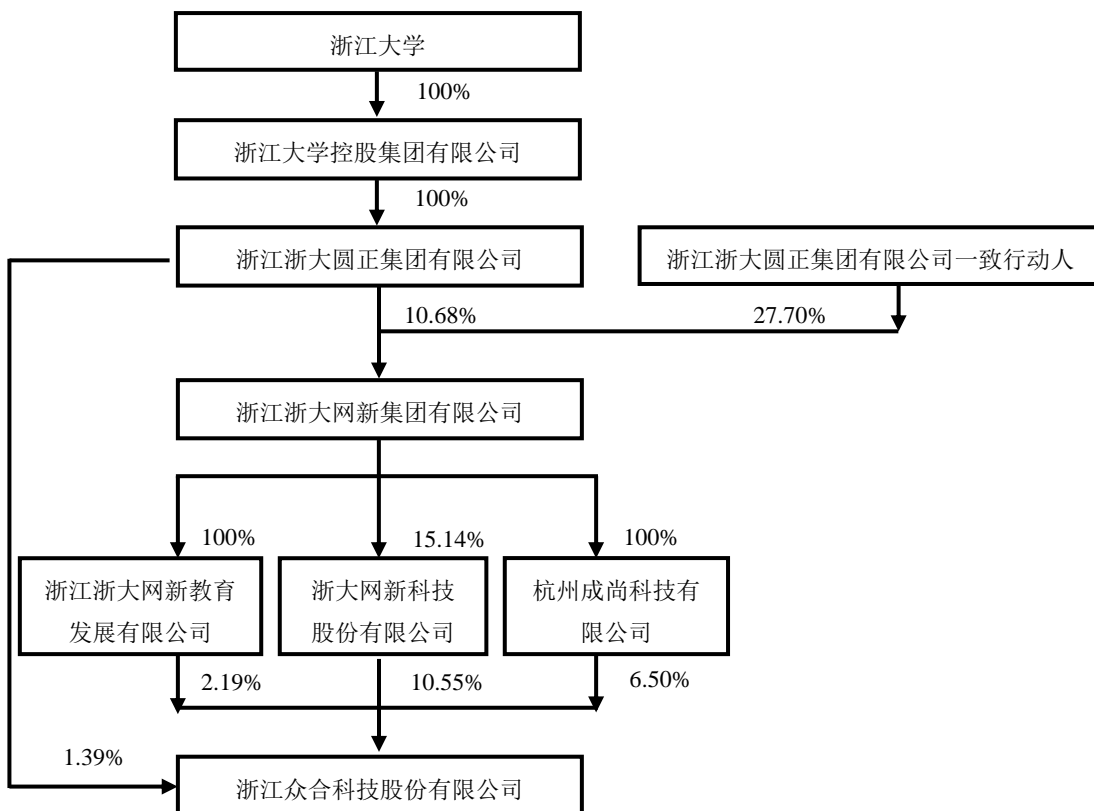 浙江大学
100%
浙江大学控股集团有限公司
100%
浙江浙大圆正集团有限公司
浙江浙大圆正集团有限公司一致行动人
10.68%
27.70%
浙江浙大网新集团有限公司
100%
15.14%
100%
浙江浙大网新教育
发展有限公司
浙大网新科技
股份有限公司
杭州成尚科技有
限公司
2.19%
10.55%
6.50%
1.39%
浙江众合科技股份有限公司